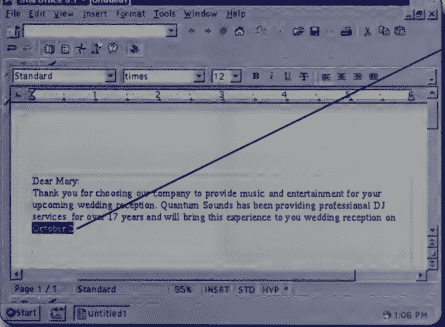 File Edit View Insert Format Tools Window Help
Standard times 12 B i U
Dear Mary:
Thank you for choosing our company to provide music and entertainment for your
upcoming wedding reception. Quantum Sounds has been providing professional DJ
services for over 17 years and will bring this experience to you wedding reception on
October
Page 1 / 1 Standard 95% INSRT STD HYP *
Start Untitled1 1:06 PM